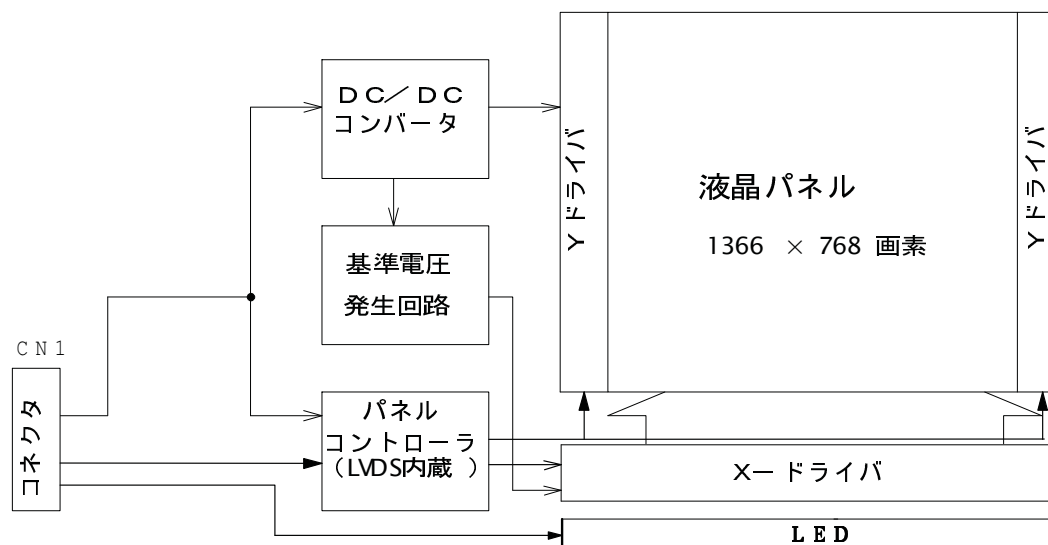 DC／DC
コンバータ
Yドライバ
液晶パネル
1366 × 768 画素
Yドライバ
基準電圧
発生回路
CN1
コネクタ
パネル
コントローラ
(LVDS内蔵 )
Xードライバ
LED